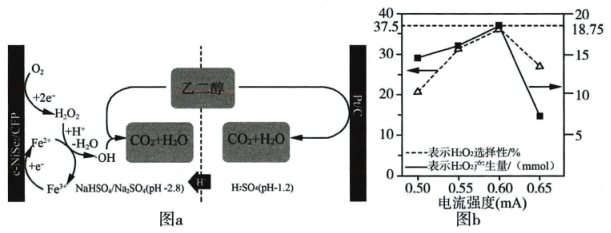 c-NiSe₂/CFP
O₂
+2e⁻
H₂O₂
+H⁺
-H₂O
Fe²⁺
·OH
+e⁻
Fe³⁺
乙二醇
CO₂+H₂O
CO₂+H₂O
H
Pt/C
NaHSO₄/Na₂SO₄(pH -2.8)
H₂SO₄(pH-1.2)
图a
40
37.5
30
20
10
0
20
18.75
15
10
5
表示H₂O₂选择性/%
表示H₂O₂产生量/（mmol）
0.50 0.55 0.60 0.65
电流强度(mA)
图b